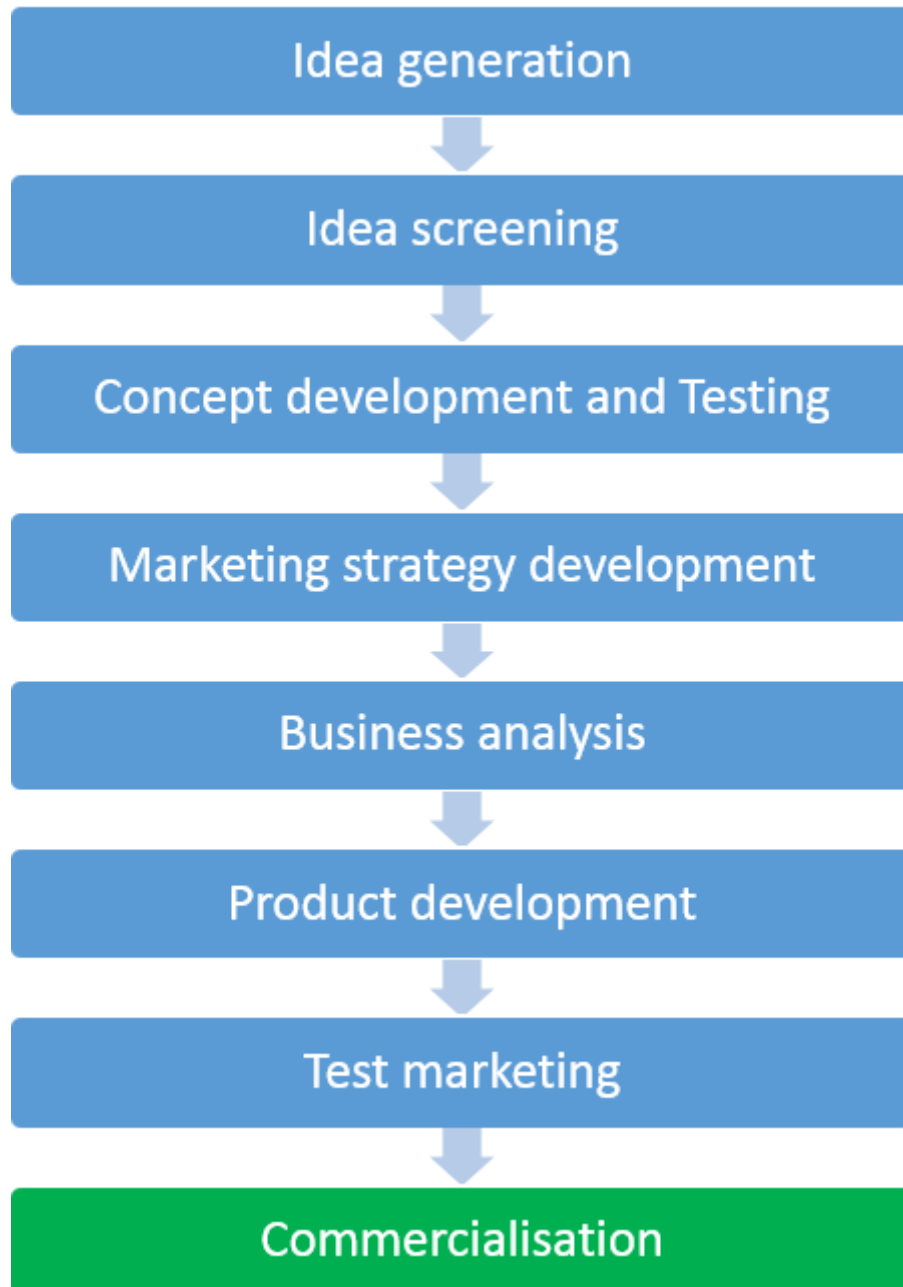 Idea generation
Idea screening
Concept development and Testing
Marketing strategy development
Business analysis
Product development
Test marketing
Commercialisation